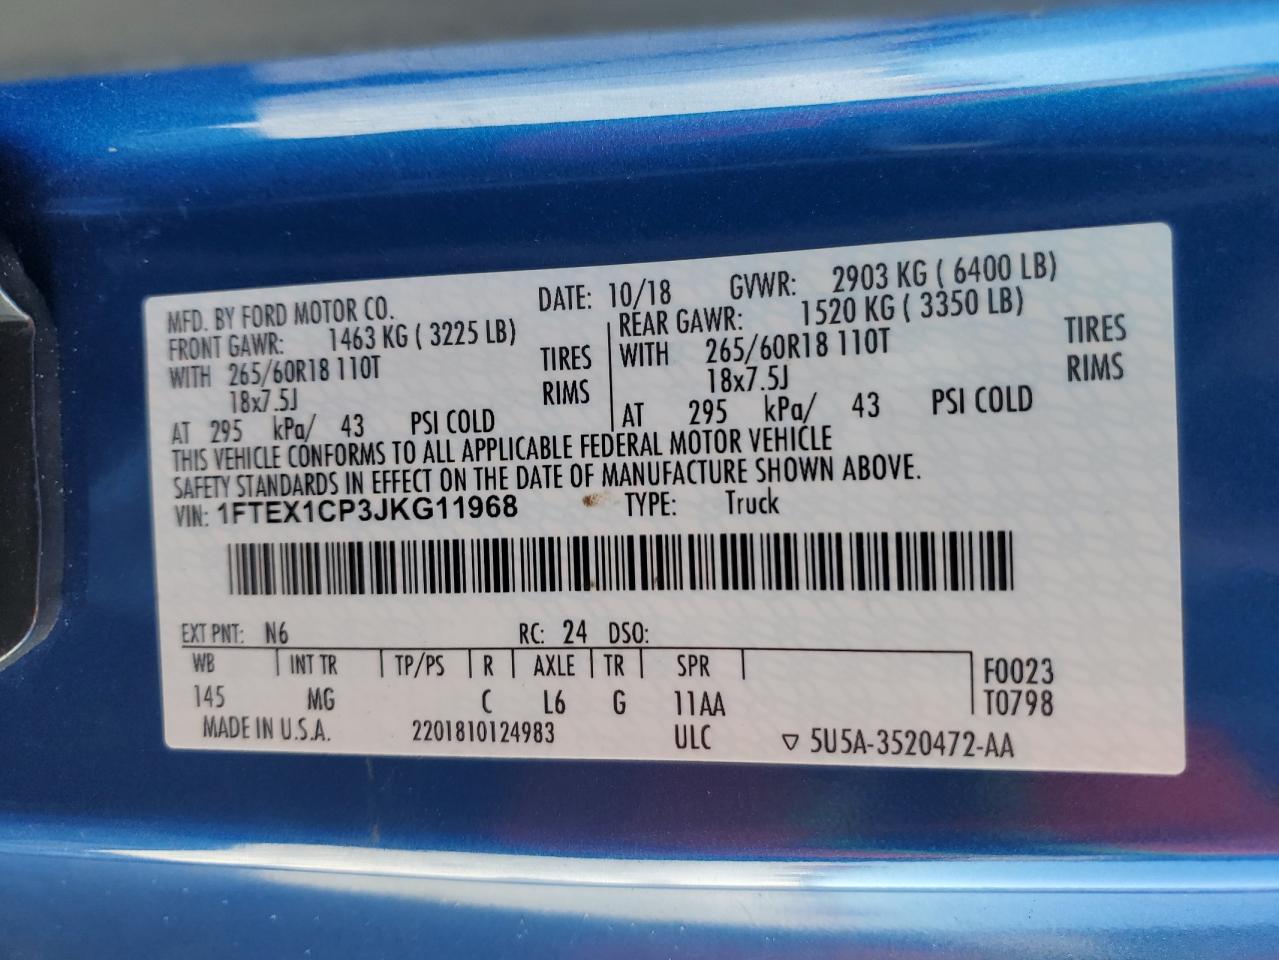 MFD. BY FORD MOTOR CO. DATE: 10/18 GVWR: 2903 KG ( 6400 LB)
FRONT GAWR: 1463 KG ( 3225 LB) REAR GAWR: 1520 KG ( 3350 LB)
WITH 265/60R18 110T TIRES WITH 265/60R18 110T TIRES
18x7.5J RIMS 18x7.5J RIMS
AT 295 kPa/ 43 PSI COLD AT 295 kPa/ 43 PSI COLD
THIS VEHICLE CONFORMS TO ALL APPLICABLE FEDERAL MOTOR VEHICLE
SAFETY STANDARDS IN EFFECT ON THE DATE OF MANUFACTURE SHOWN ABOVE.
VIN: 1FTEX1CP3JKG11968 TYPE: Truck
EXT PNT: N6 RC: 24 DSO:
WB INT TR TP/PS R AXLE TR SPR F0023
145 MG C L6 G 11AA T0798
MADE IN U.S.A. 2201810124983 ULC ▽ 5U5A-3520472-AA